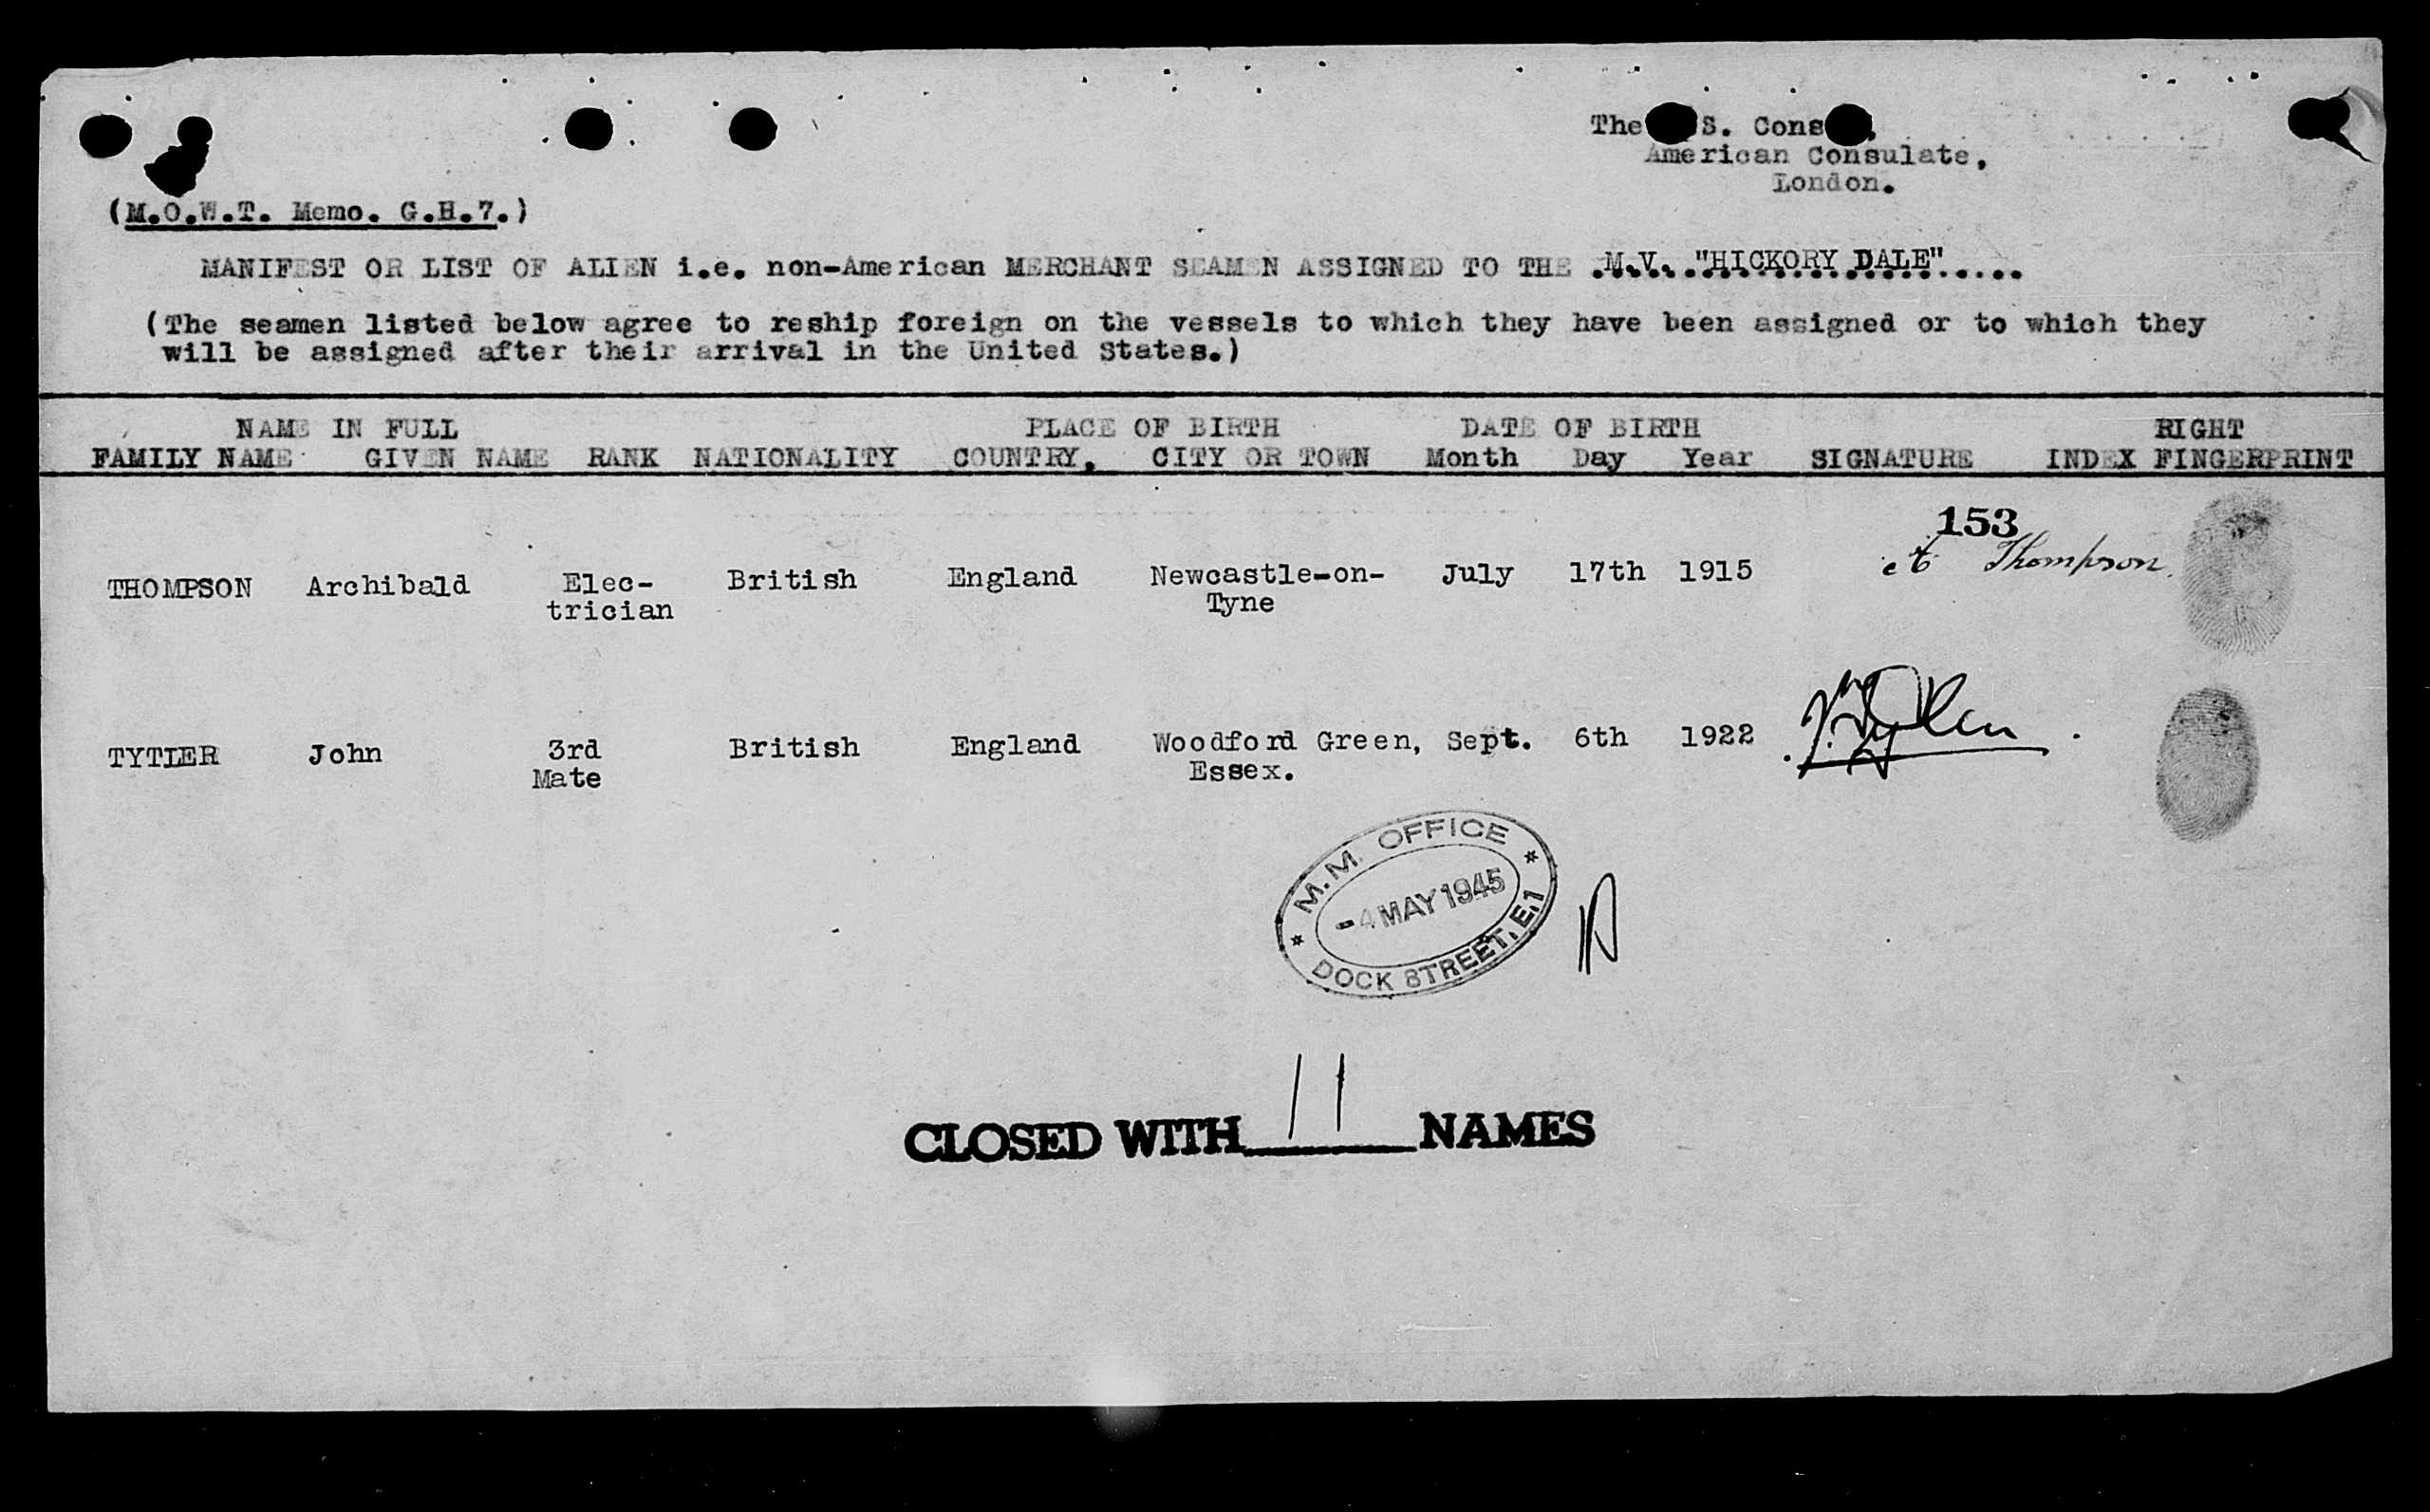 The S. Cons
American Consulate,
London.
(M.O.W.T. Memo. G.H.7.)
MANIFEST OR LIST OF ALIEN i.e. non-American MERCHANT SEAMEN ASSIGNED TO THE .M.V. "HICKORY DALE".....
(The seamen listed below agree to reship foreign on the vessels to which they have been assigned or to which they
will be assigned after their arrival in the United States.)
NAME IN FULL PLACE OF BIRTH DATE OF BIRTH RIGHT
FAMILY NAME GIVEN NAME RANK NATIONALITY COUNTRY. CITY OR TOWN Month Day Year SIGNATURE INDEX FINGERPRINT
153
THOMPSON Archibald Elec- British England Newcastle-on- July 17th 1915 A Thompson.
trician Tyne
TYTLER John 3rd British England Woodford Green, Sept. 6th 1922
Mate Essex.
M.M. OFFICE
-4 MAY 1945
DOCK STREET, E.1
CLOSED WITH 11 NAMES